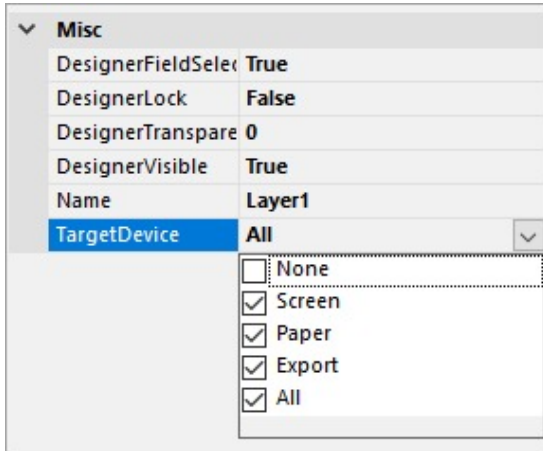 Misc
DesignerFieldSelec True
DesignerLock False
DesignerTranspare 0
DesignerVisible True
Name Layer1
TargetDevice All
None
Screen
Paper
Export
All